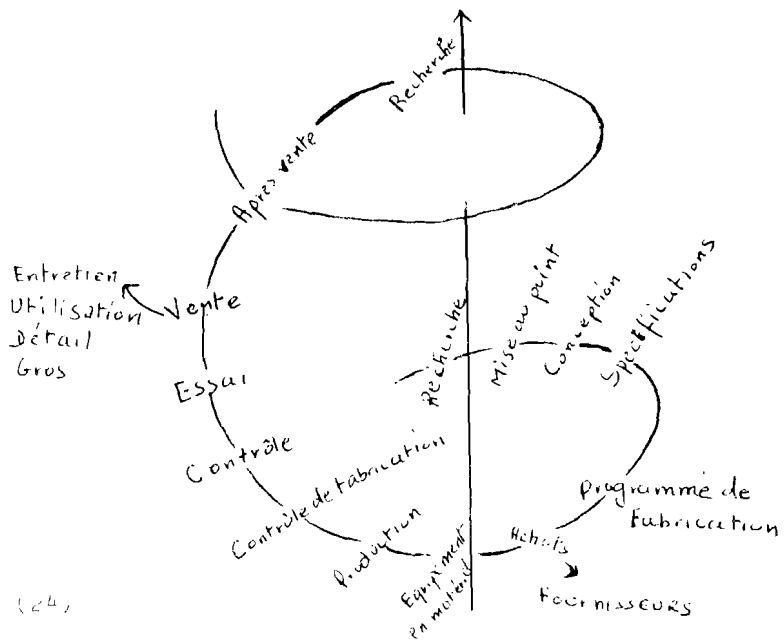 Recherche
Après vente
Entretien
Utilisation
Détail
Gros
Vente
Essai
Contrôle
Contrôle de fabrication
Production
Equipement
en matériel
Achats
Fournisseurs
Programme de
Fabrication
Spécifications
Conception
Mise au point
Recherche